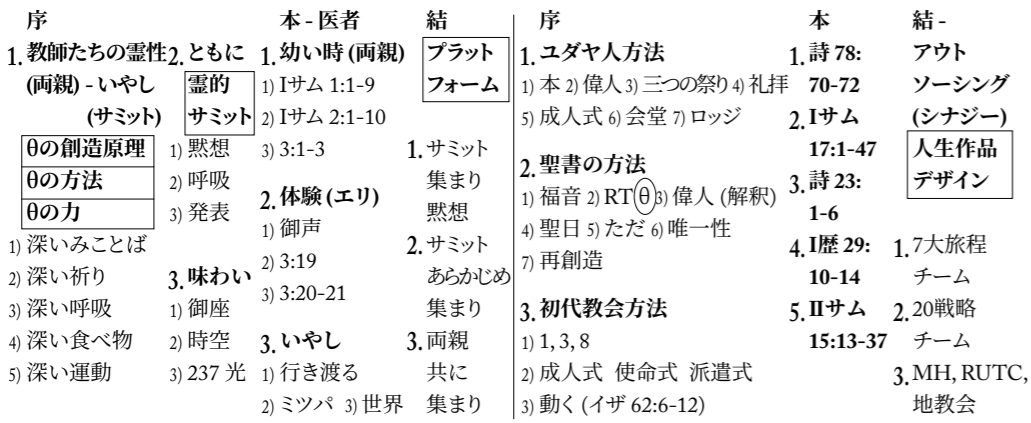 序
1. 教師たちの霊性
(両親) - いやし
(サミット)
θの創造原理
θの方法
θの力
1) 深いみことば
2) 深い祈り
3) 深い呼吸
4) 深い食べ物
5) 深い運動
2. ともに
霊的
サミット
1) 黙想
2) 呼吸
3) 発表
3. 味わい
1) 御座
2) 時空
3) 237 光
本 - 医者
1. 幼い時 (両親)
1) Iサム 1:1-9
2) Iサム 2:1-10
3) 3:1-3
2. 体験 (エリ)
1) 御声
2) 3:19
3) 3:20-21
3. いやし
1) 行き渡る
2) ミツパ 3) 世界
結
プラット
フォーム
1. サミット
集まり
黙想
2. サミット
あらかじめ
集まり
3. 両親
共に
集まり
序
1. ユダヤ人方法
1) 本 2) 偉人 3) 三つの祭り 4) 礼拝
5) 成人式 6) 会堂 7) ロッジ
2. 聖書の方法
1) 福音 2) RT θ 3) 偉人 (解釈)
4) 聖日 5) ただ 6) 唯一性
7) 再創造
3. 初代教会方法
1) 1, 3, 8
2) 成人式 使命式 派遣式
3) 動く (イザ 62:6-12)
本
1. 詩 78:
70-72
2. Iサム
17:1-47
3. 詩 23:
1-6
4. I歴 29:
10-14
5. IIサム
15:13-37
結 -
アウト
ソーシング
(シナジー)
人生作品
デザイン
1. 7大旅程
チーム
2. 20戦略
チーム
3. MH, RUTC,
地教会